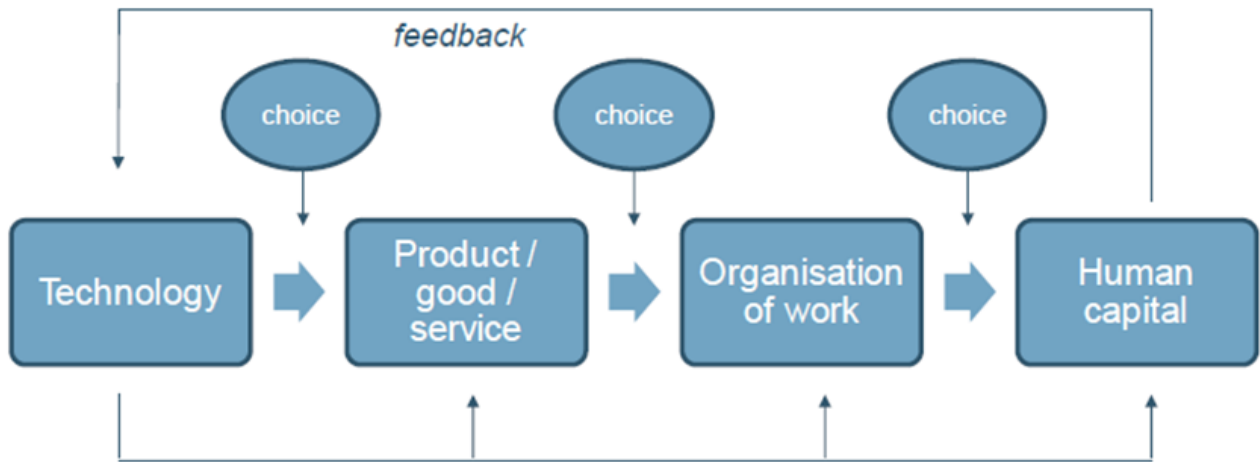 feedback
choice
choice
choice
Technology
Product /
good /
service
Organisation
of work
Human
capital